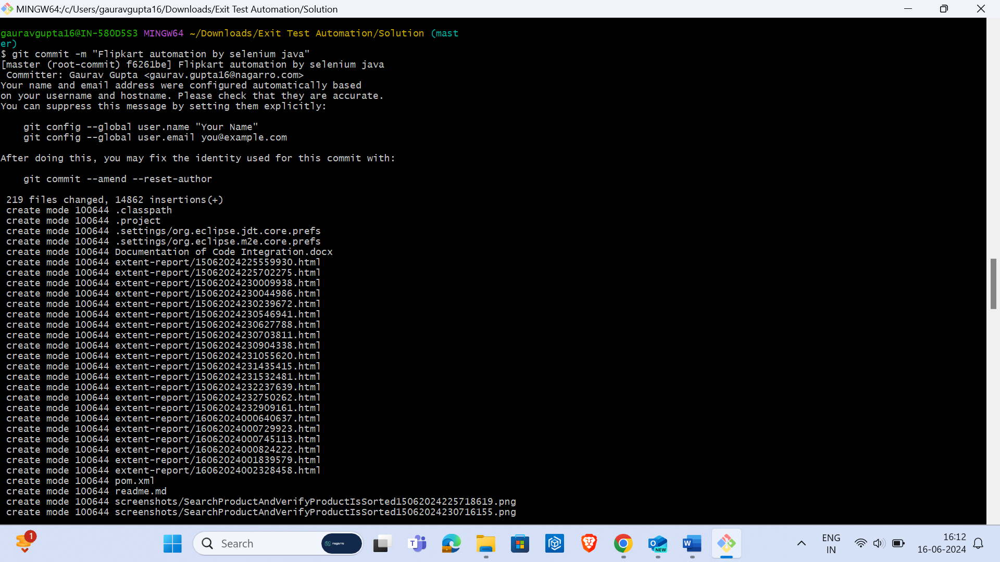 MINGW64:/c/Users/gauravgupta16/Downloads/Exit Test Automation/Solution
gauravgupta16@IN-580D5S3 MINGW64 ~/Downloads/Exit Test Automation/Solution (mast
er)
$ git commit -m "Flipkart automation by selenium java"
[master (root-commit) f6261be] Flipkart automation by selenium java
 Committer: Gaurav Gupta <gaurav.gupta16@nagarro.com>
Your name and email address were configured automatically based
on your username and hostname. Please check that they are accurate.
You can suppress this message by setting them explicitly:
    git config --global user.name "Your Name"
    git config --global user.email you@example.com
After doing this, you may fix the identity used for this commit with:
    git commit --amend --reset-author
 219 files changed, 14862 insertions(+)
 create mode 100644 .classpath
 create mode 100644 .project
 create mode 100644 .settings/org.eclipse.jdt.core.prefs
 create mode 100644 .settings/org.eclipse.m2e.core.prefs
 create mode 100644 Documentation of Code Integration.docx
 create mode 100644 extent-report/15062024225559930.html
 create mode 100644 extent-report/15062024225702275.html
 create mode 100644 extent-report/15062024230009938.html
 create mode 100644 extent-report/15062024230044986.html
 create mode 100644 extent-report/15062024230239672.html
 create mode 100644 extent-report/15062024230546941.html
 create mode 100644 extent-report/15062024230627788.html
 create mode 100644 extent-report/15062024230703811.html
 create mode 100644 extent-report/15062024230904338.html
 create mode 100644 extent-report/15062024231055620.html
 create mode 100644 extent-report/15062024231435415.html
 create mode 100644 extent-report/15062024231532481.html
 create mode 100644 extent-report/15062024232237639.html
 create mode 100644 extent-report/15062024232750262.html
 create mode 100644 extent-report/15062024232909161.html
 create mode 100644 extent-report/16062024000640637.html
 create mode 100644 extent-report/16062024000729923.html
 create mode 100644 extent-report/16062024000745113.html
 create mode 100644 extent-report/16062024000824222.html
 create mode 100644 extent-report/16062024001839579.html
 create mode 100644 extent-report/16062024002328458.html
 create mode 100644 pom.xml
 create mode 100644 readme.md
 create mode 100644 screenshots/SearchProductAndVerifyProductIsSorted15062024225718619.png
 create mode 100644 screenshots/SearchProductAndVerifyProductIsSorted15062024230716155.png
1
Search
nagarro
T
O
NEW
W
ENG
IN
16:12
16-06-2024